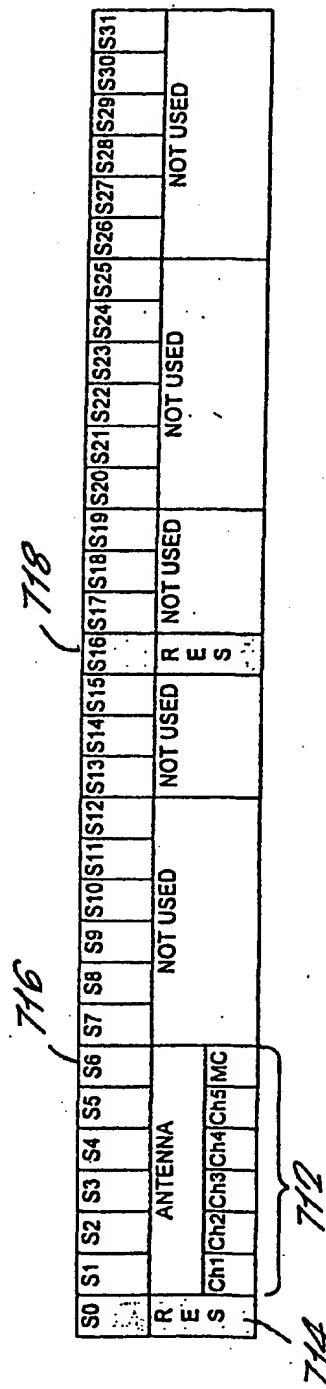 716 718
S0 S1 S2 S3 S4 S5 S6 S7 S8 S9 S10 S11 S12 S13 S14 S15 S16 S17 S18 S19 S20 S21 S22 S23 S24 S25 S26 S27 S28 S29 S30 S31
R E S ANTENNA NOT USED NOT USED R E S NOT USED NOT USED NOT USED
Ch1 Ch2 Ch3 Ch4 Ch5 MC
714 712